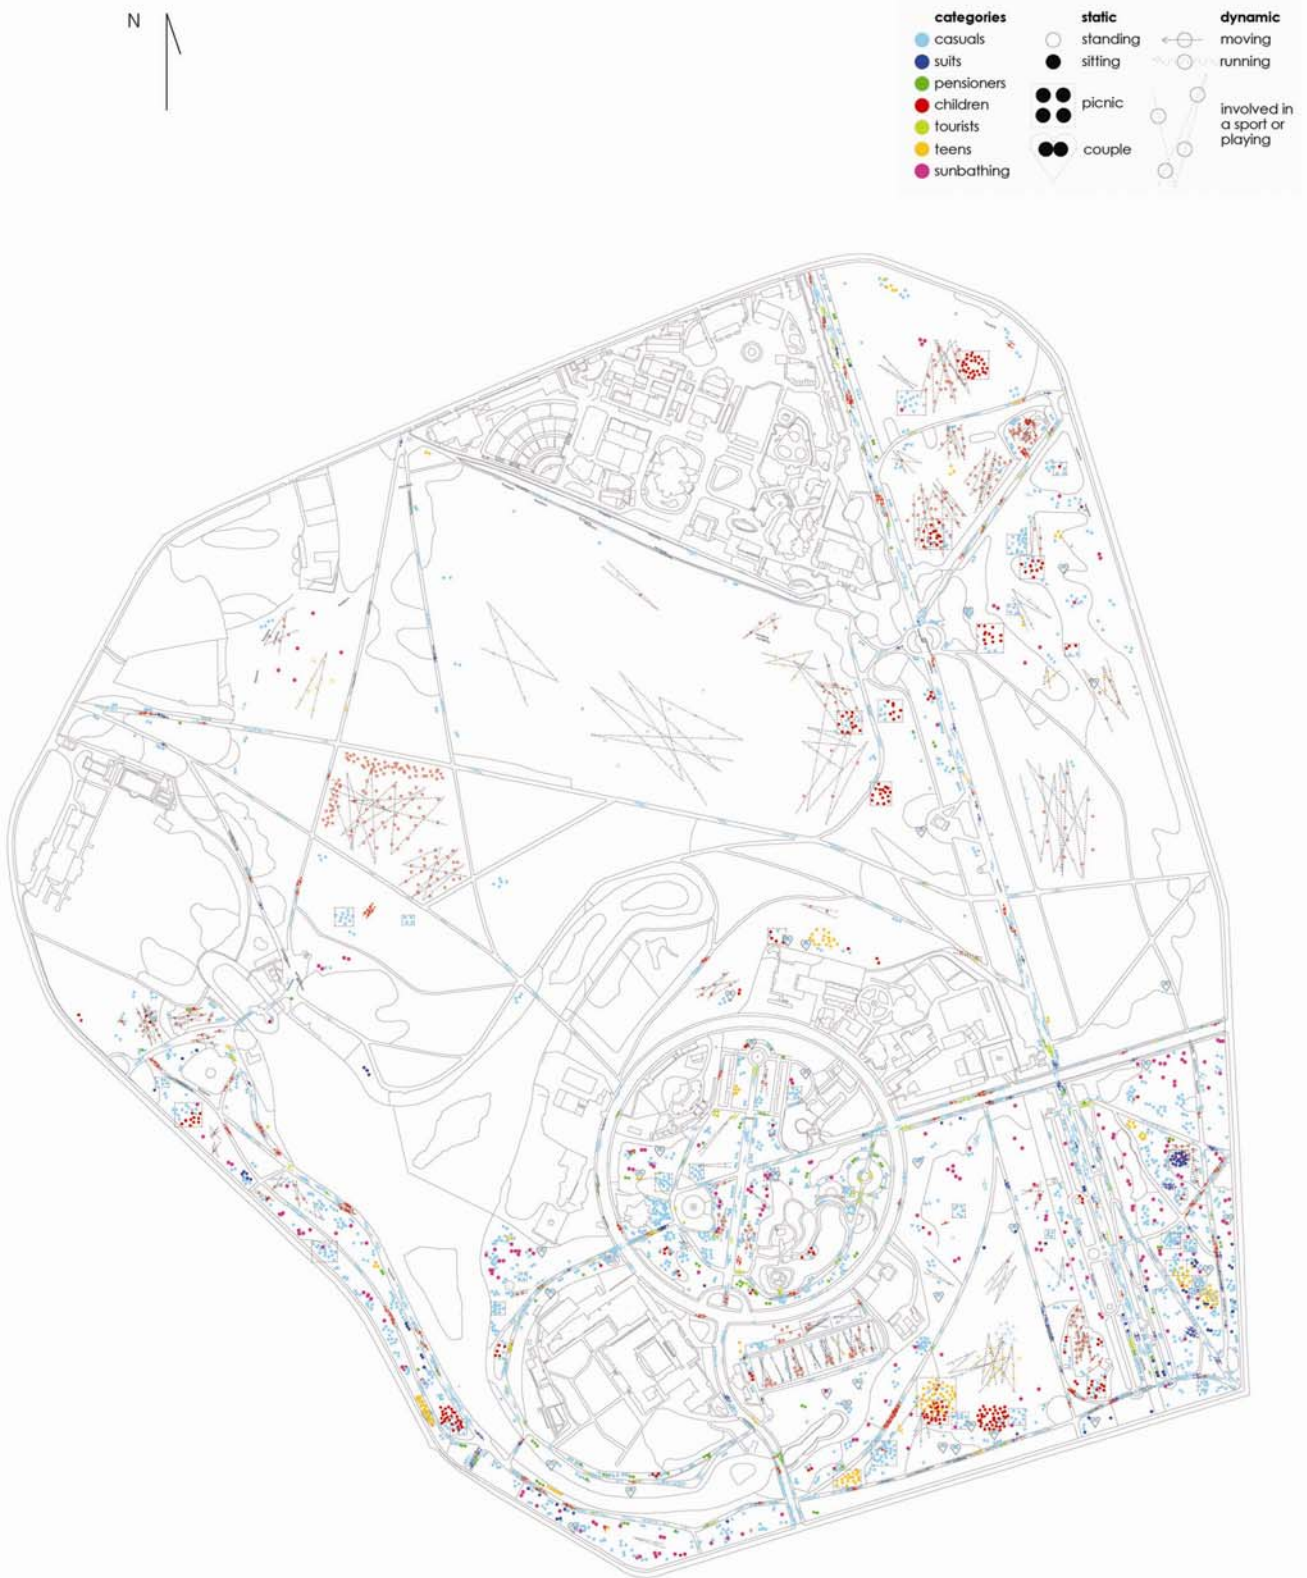 N
categories
casuals
suits
pensioners
children
tourists
teens
sunbathing
static
standing
sitting
picnic
couple
dynamic
moving
running
involved in
a sport or
playing